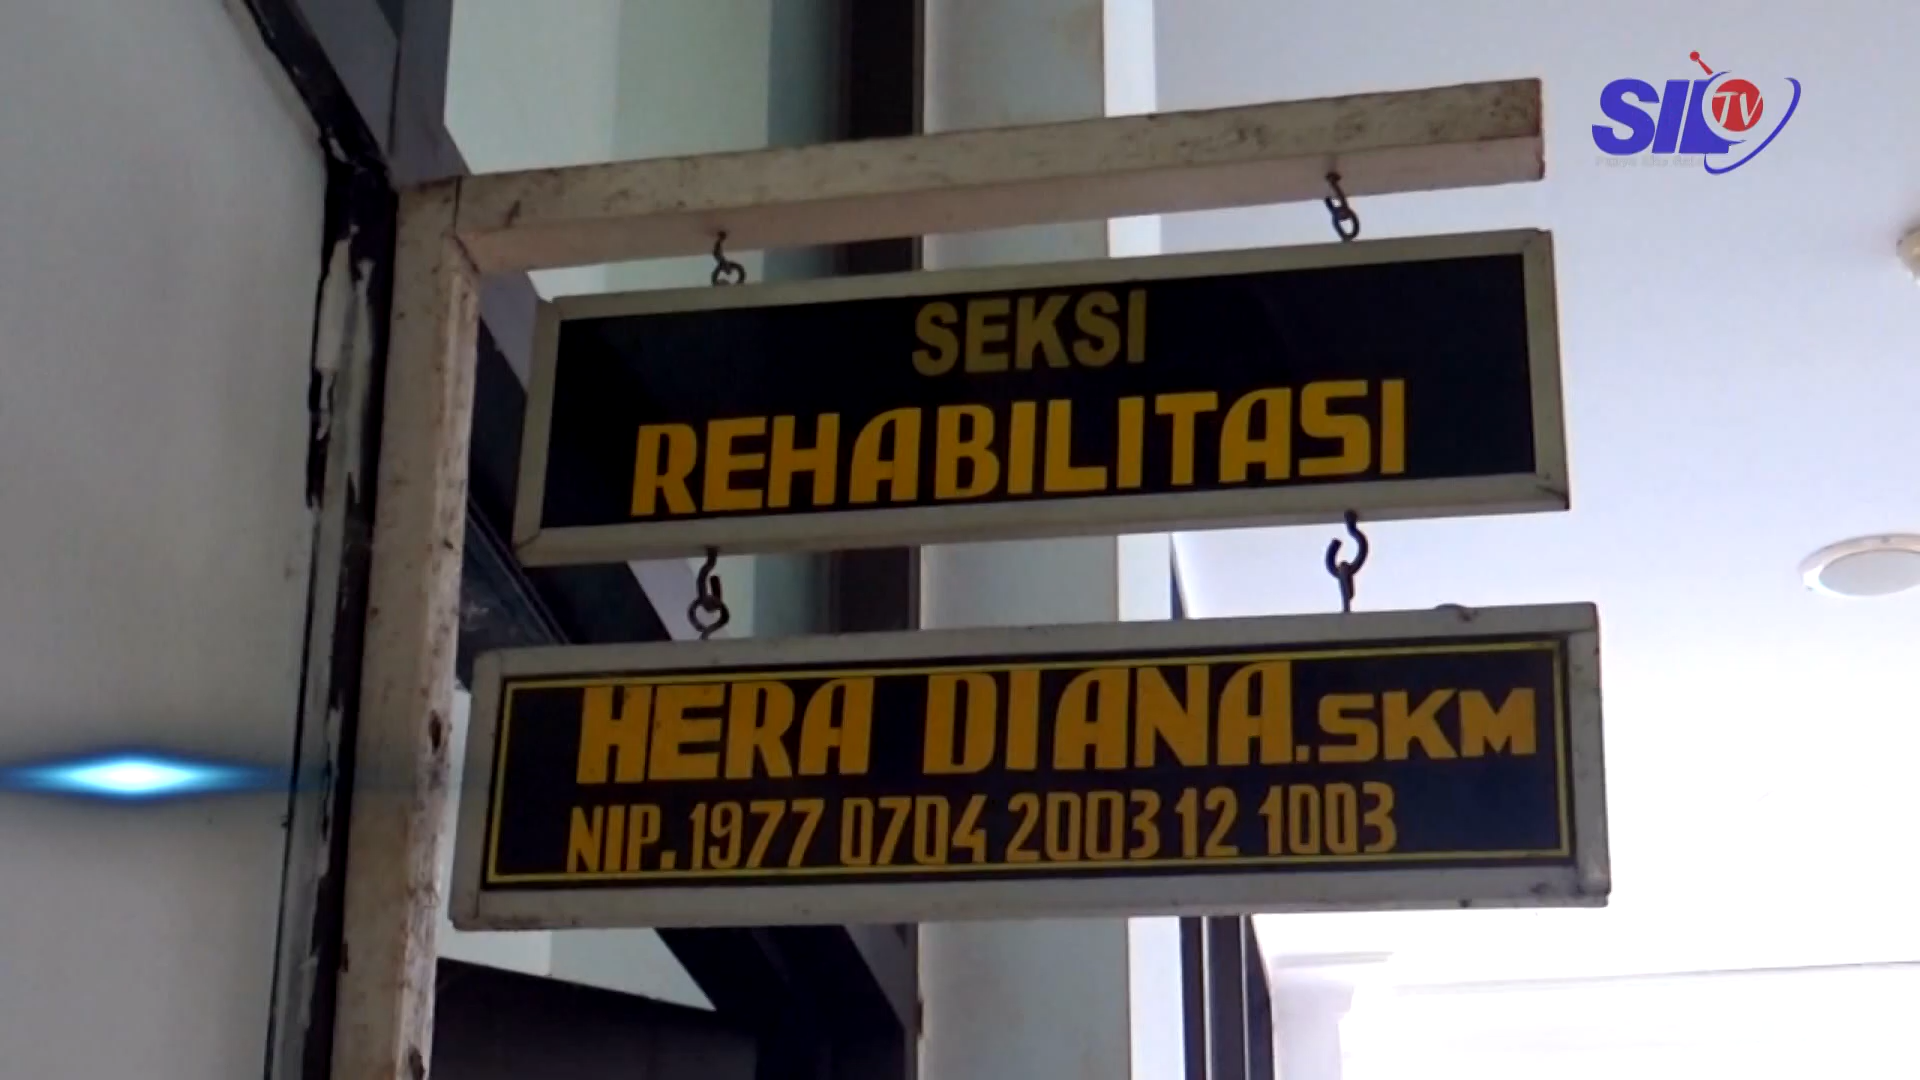 SIL TV
SEKSI
REHABILITASI
HERA DIANA.SKM
NIP. 1977 0704 2003 12 1003